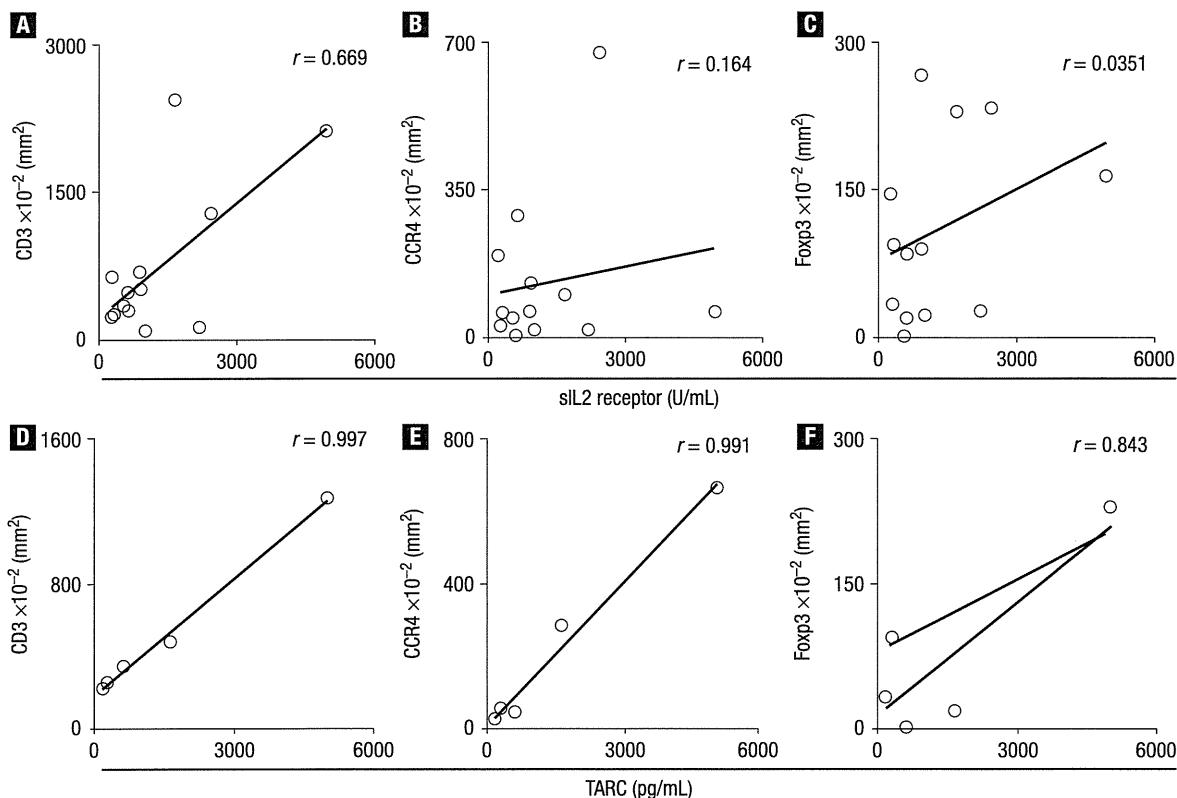 A
3000
1500
0
0
3000
6000
CD3 ×10⁻² (mm²)
r = 0.669
B
700
350
0
0
3000
6000
CCR4 ×10⁻² (mm²)
r = 0.164
C
300
150
0
0
3000
6000
Foxp3 ×10⁻² (mm²)
r = 0.0351
sIL2 receptor (U/mL)
D
1600
800
0
0
3000
6000
CD3 ×10⁻² (mm²)
r = 0.997
E
800
400
0
0
3000
6000
CCR4 ×10⁻² (mm²)
r = 0.991
F
300
150
0
0
3000
6000
Foxp3 ×10⁻² (mm²)
r = 0.843
TARC (pg/mL)